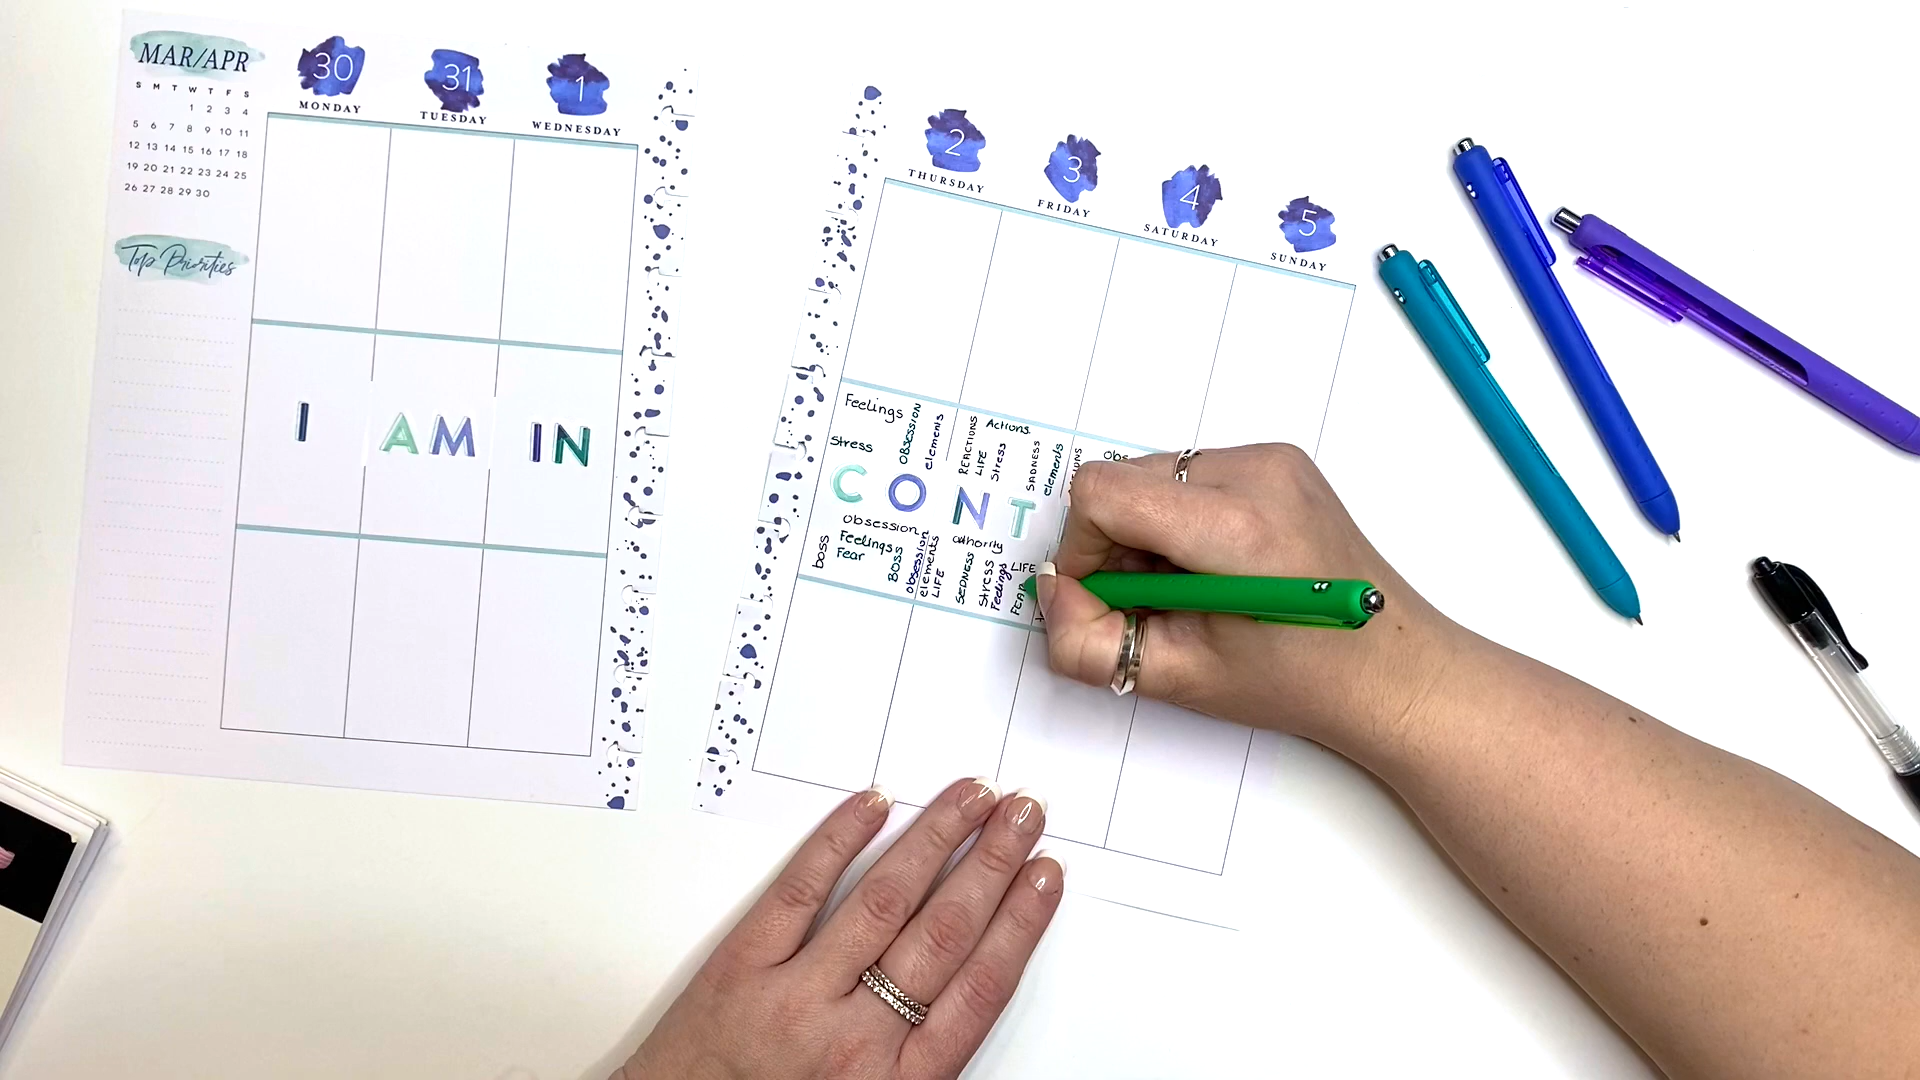 MAR/APR
S M T W T F S
1 2 3 4
5 6 7 8 9 10 11
12 13 14 15 16 17 18
19 20 21 22 23 24 25
26 27 28 29 30
Top Priorities
30
MONDAY
31
TUESDAY
1
WEDNESDAY
I AM IN
2
THURSDAY
3
FRIDAY
4
SATURDAY
5
SUNDAY
Feelings
OBSESSION
elements
Stress
REACTIONS
LIFE
Stress
Actions.
SADNESS
elements
Obs
C O N T
Obsession
authority
boss
Feelings
Fear
BOSS
Obsession
elements
LIFE
SEDNESS
Stress
Feelings
LIFE
FEAR